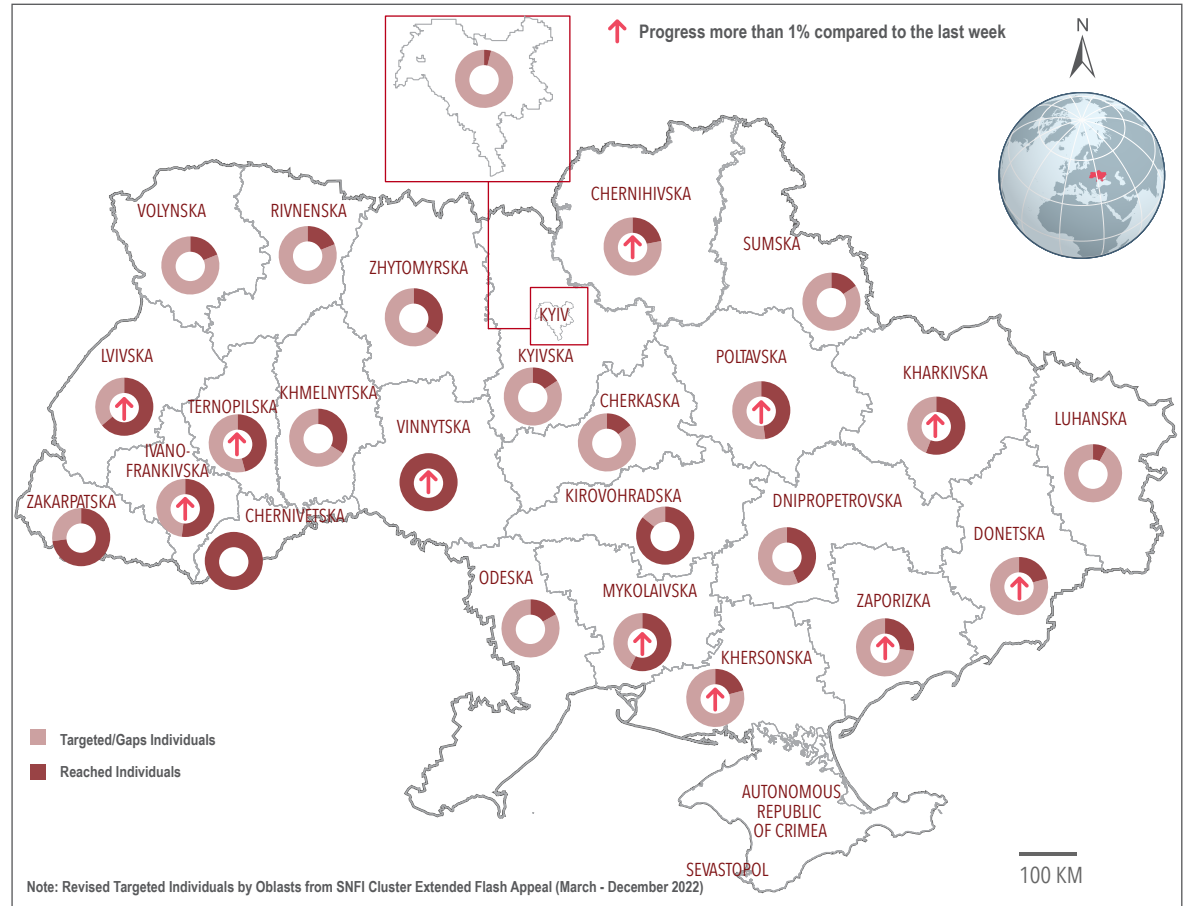 Progress more than 1% compared to the last week
N
CHERNIHIVSKA
VOLYNSKA
RIVNENSKA
SUMSKA
ZHYTOMYRSKA
KYIV
LVIVSKA
KYIVSKA
POLTAVSKA
KHARKIVSKA
KHMELNYTSKA
TERNOPILSKA
CHERKASKA
VINNYTSKA
LUHANSKA
IVANO-
FRANKIVSKA
ZAKARPATSKA
CHERNIVETSKA
KIROVOHRADSKA
DNIPROPETROVSKA
DONETSKA
ODESKA
MYKOLAIVSKA
ZAPORIZKA
KHERSONSKA
Targeted/Gaps Individuals
Reached Individuals
AUTONOMOUS
REPUBLIC
OF CRIMEA
SEVASTOPOL
100 KM
Note: Revised Targeted Individuals by Oblasts from SNFI Cluster Extended Flash Appeal (March - December 2022)